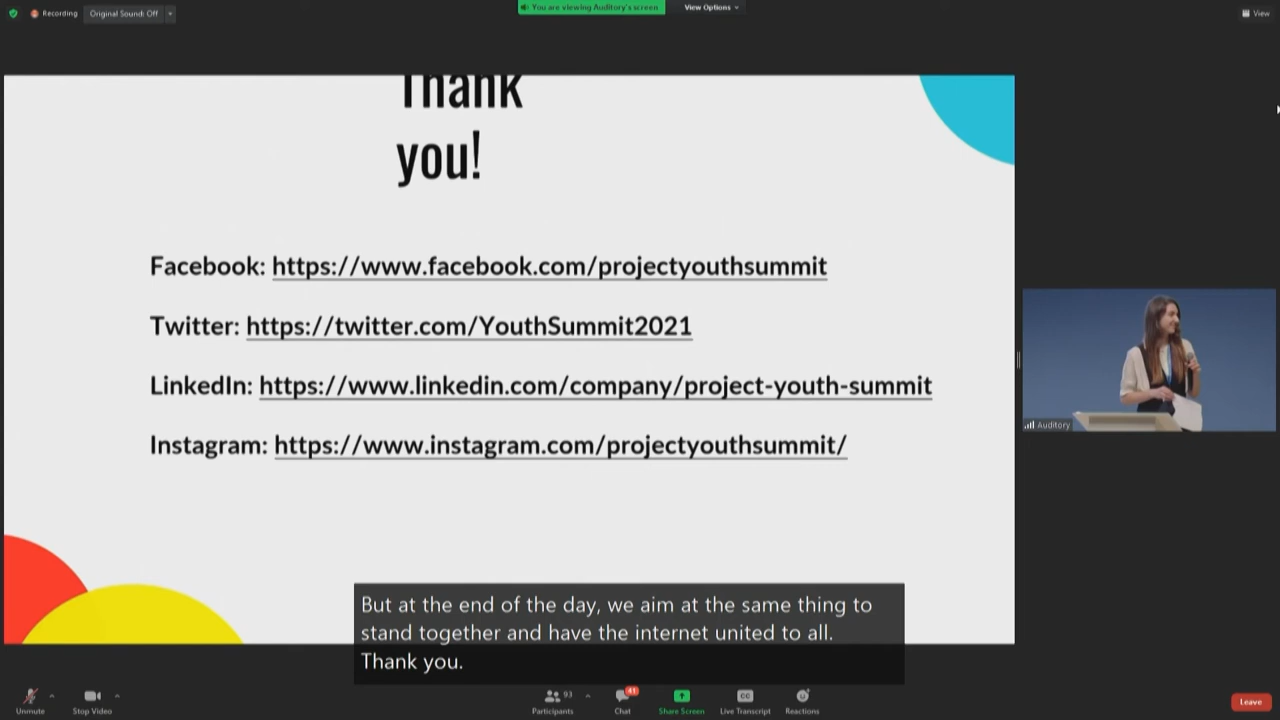 Recording
Original Sound: Off
You are viewing Auditory's screen
View Options
View
Thank
you!
Facebook: https://www.facebook.com/projectyouthsummit
Twitter: https://twitter.com/YouthSummit2021
LinkedIn: https://www.linkedin.com/company/project-youth-summit
Instagram: https://www.instagram.com/projectyouthsummit/
Auditory
But at the end of the day, we aim at the same thing to
stand together and have the internet united to all.
Thank you.
Unmute
Stop Video
Participants
93
Chat
41
Share Screen
CC
Live Transcript
Reactions
Leave